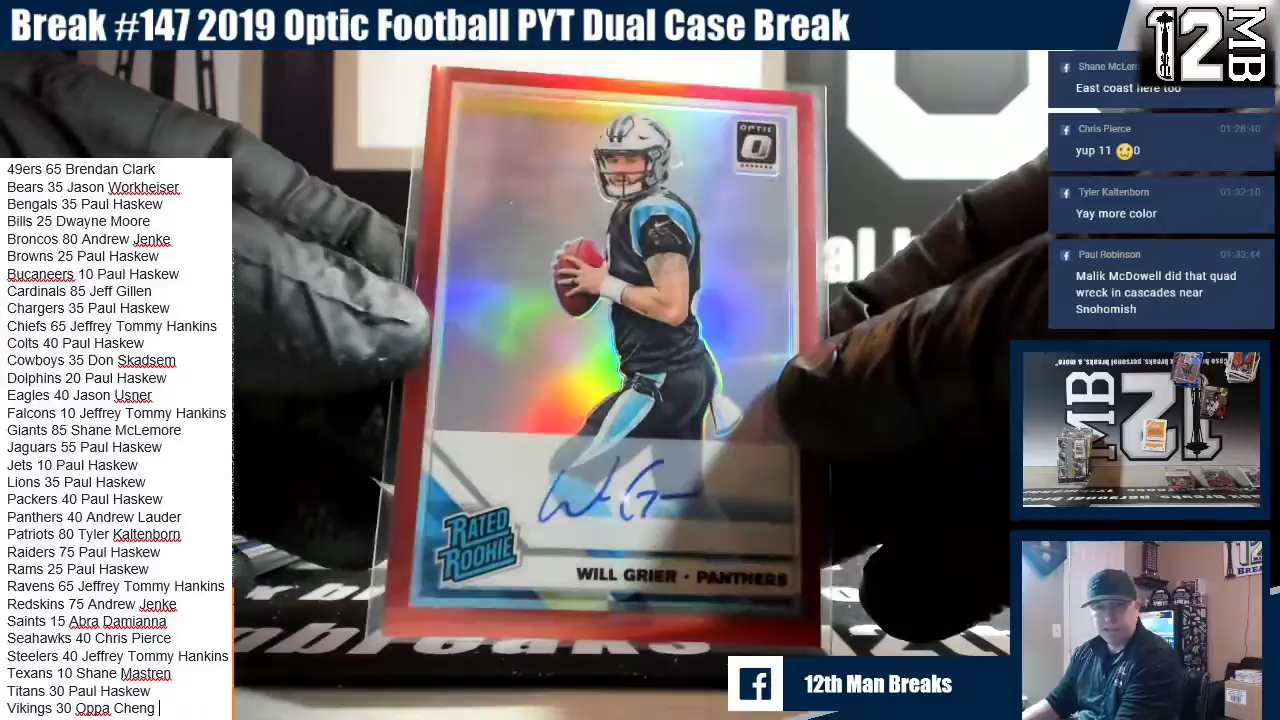 Break #147 2019 Optic Football PYT Dual Case Break
12
MB
49ers 65 Brendan Clark
Bears 35 Jason Workheiser
Bengals 35 Paul Haskew
Bills 25 Dwayne Moore
Broncos 80 Andrew Jenke
Browns 25 Paul Haskew
Bucaneers 10 Paul Haskew
Cardinals 85 Jeff Gillen
Chargers 35 Paul Haskew
Chiefs 65 Jeffrey Tommy Hankins
Colts 40 Paul Haskew
Cowboys 35 Don Skadsem
Dolphins 20 Paul Haskew
Eagles 40 Jason Usner
Falcons 10 Jeffrey Tommy Hankins
Giants 85 Shane McLemore
Jaguars 55 Paul Haskew
Jets 10 Paul Haskew
Lions 35 Paul Haskew
Packers 40 Paul Haskew
Panthers 40 Andrew Lauder
Patriots 80 Tyler Kaltenborn
Raiders 75 Paul Haskew
Rams 25 Paul Haskew
Ravens 65 Jeffrey Tommy Hankins
Redskins 75 Andrew Jenke
Saints 15 Abra Damianna
Seahawks 40 Chris Pierce
Steelers 40 Jeffrey Tommy Hankins
Texans 10 Shane Mastren
Titans 30 Paul Haskew
Vikings 30 Oppa Cheng
OPTIC
RATED
ROOKIE
WILL GRIER · PANTHERS
Shane McLem
East coast here too
Chris Pierce 01:28:40
yup 11 0
Tyler Kaltenborn 01:32:10
Yay more color
Paul Robinson 01:33:44
Malik McDowell did that quad
wreck in cascades near
Snohomish
MB
12
12th Man Breaks